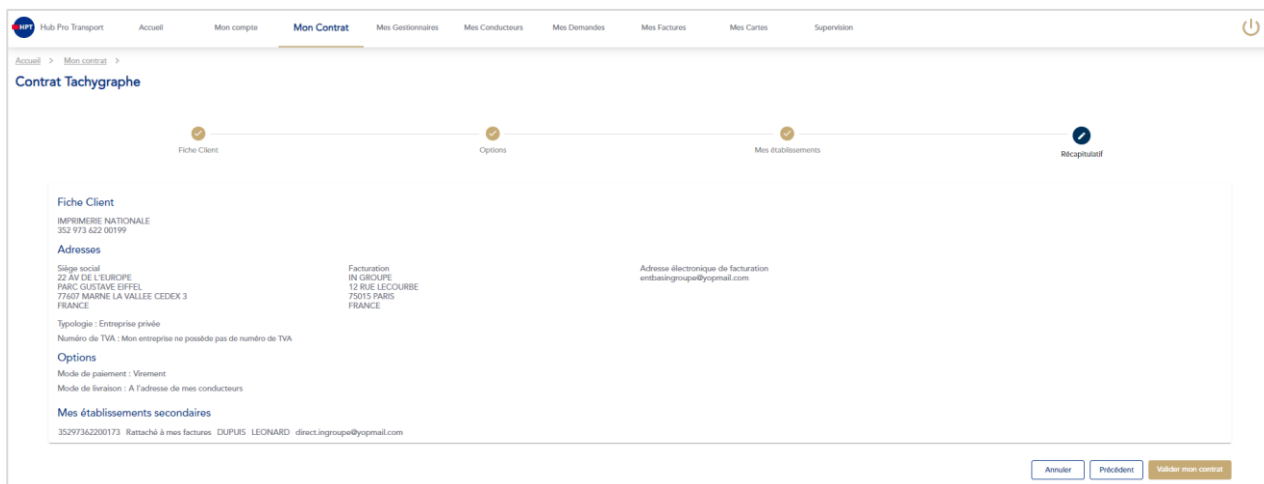 HPT Hub Pro Transport Accueil Mon compte Mon Contrat Mes Gestionnaires Mes Conducteurs Mes Demandes Mes Factures Mes Cartes Supervision
Accueil > Mon contrat >
Contrat Tachygraphe
Fiche Client Options Mes établissements Récapitulatif
Fiche Client
IMPRIMERIE NATIONALE
352 973 622 00199
Adresses
Siège social Facturation Adresse électronique de facturation
22 AV DE L'EUROPE IN GROUPE entbasingroupe@yopmail.com
PARC GUSTAVE EIFFEL 12 RUE LECOURBE
77607 MARNE LA VALLEE CEDEX 3 75015 PARIS
FRANCE FRANCE
Typologie : Entreprise privée
Numéro de TVA : Mon entreprise ne possède pas de numéro de TVA
Options
Mode de paiement : Virement
Mode de livraison : A l'adresse de mes conducteurs
Mes établissements secondaires
35297362200173 Rattaché à mes factures DUPUIS LEONARD direct.ingroupe@yopmail.com
Annuler Précédent Valider mon contrat